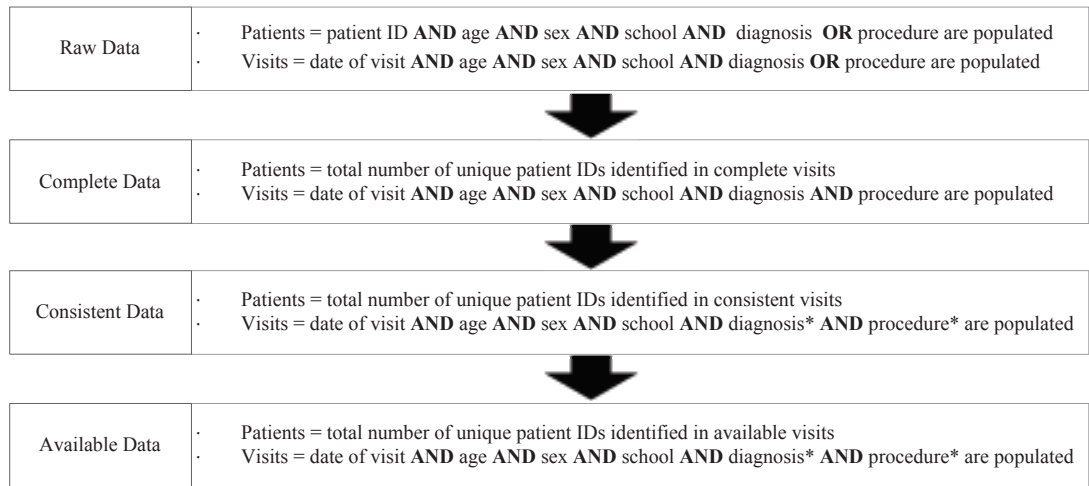 Raw Data
· Patients = patient ID AND age AND sex AND school AND diagnosis OR procedure are populated
· Visits = date of visit AND age AND sex AND school AND diagnosis OR procedure are populated
Complete Data
· Patients = total number of unique patient IDs identified in complete visits
· Visits = date of visit AND age AND sex AND school AND diagnosis AND procedure are populated
Consistent Data
· Patients = total number of unique patient IDs identified in consistent visits
· Visits = date of visit AND age AND sex AND school AND diagnosis* AND procedure* are populated
Available Data
· Patients = total number of unique patient IDs identified in available visits
· Visits = date of visit AND age AND sex AND school AND diagnosis* AND procedure* are populated